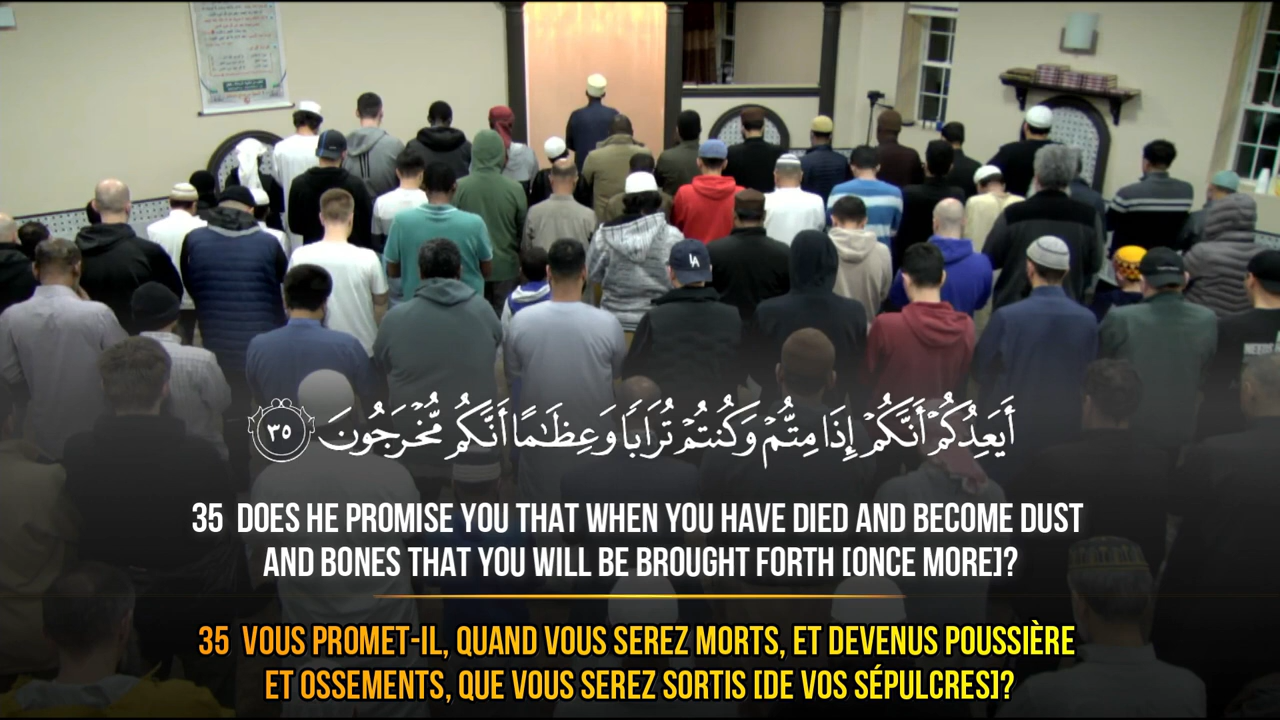 أَيَعِدُكُمْ أَنَّكُمْ إِذَا مِتُّمْ وَكُنتُمْ تُرَابًا وَعِظَٰمًا أَنَّكُم مُّخْرَجُونَ ٣٥
35 DOES HE PROMISE YOU THAT WHEN YOU HAVE DIED AND BECOME DUST
AND BONES THAT YOU WILL BE BROUGHT FORTH [ONCE MORE]?
35 VOUS PROMET-IL, QUAND VOUS SEREZ MORTS, ET DEVENUS POUSSIÈRE
ET OSSEMENTS, QUE VOUS SEREZ SORTIS [DE VOS SÉPULCRES]?